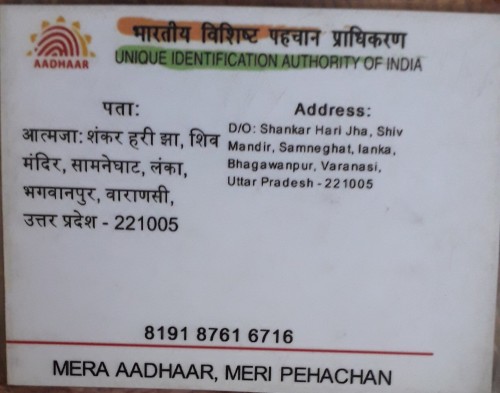 भारतीय विशिष्ट पहचान प्राधिकरण
AADHAAR
UNIQUE IDENTIFICATION AUTHORITY OF INDIA
पता:
आत्मजा: शंकर हरी झा, शिव
मंदिर, सामनेघाट, लंका,
भगवानपुर, वाराणसी,
उत्तर प्रदेश - 221005
Address:
D/O: Shankar Hari Jha, Shiv
Mandir, Samneghat, lanka,
Bhagawanpur, Varanasi,
Uttar Pradesh - 221005
8191 8761 6716
MERA AADHAAR, MERI PEHACHAN